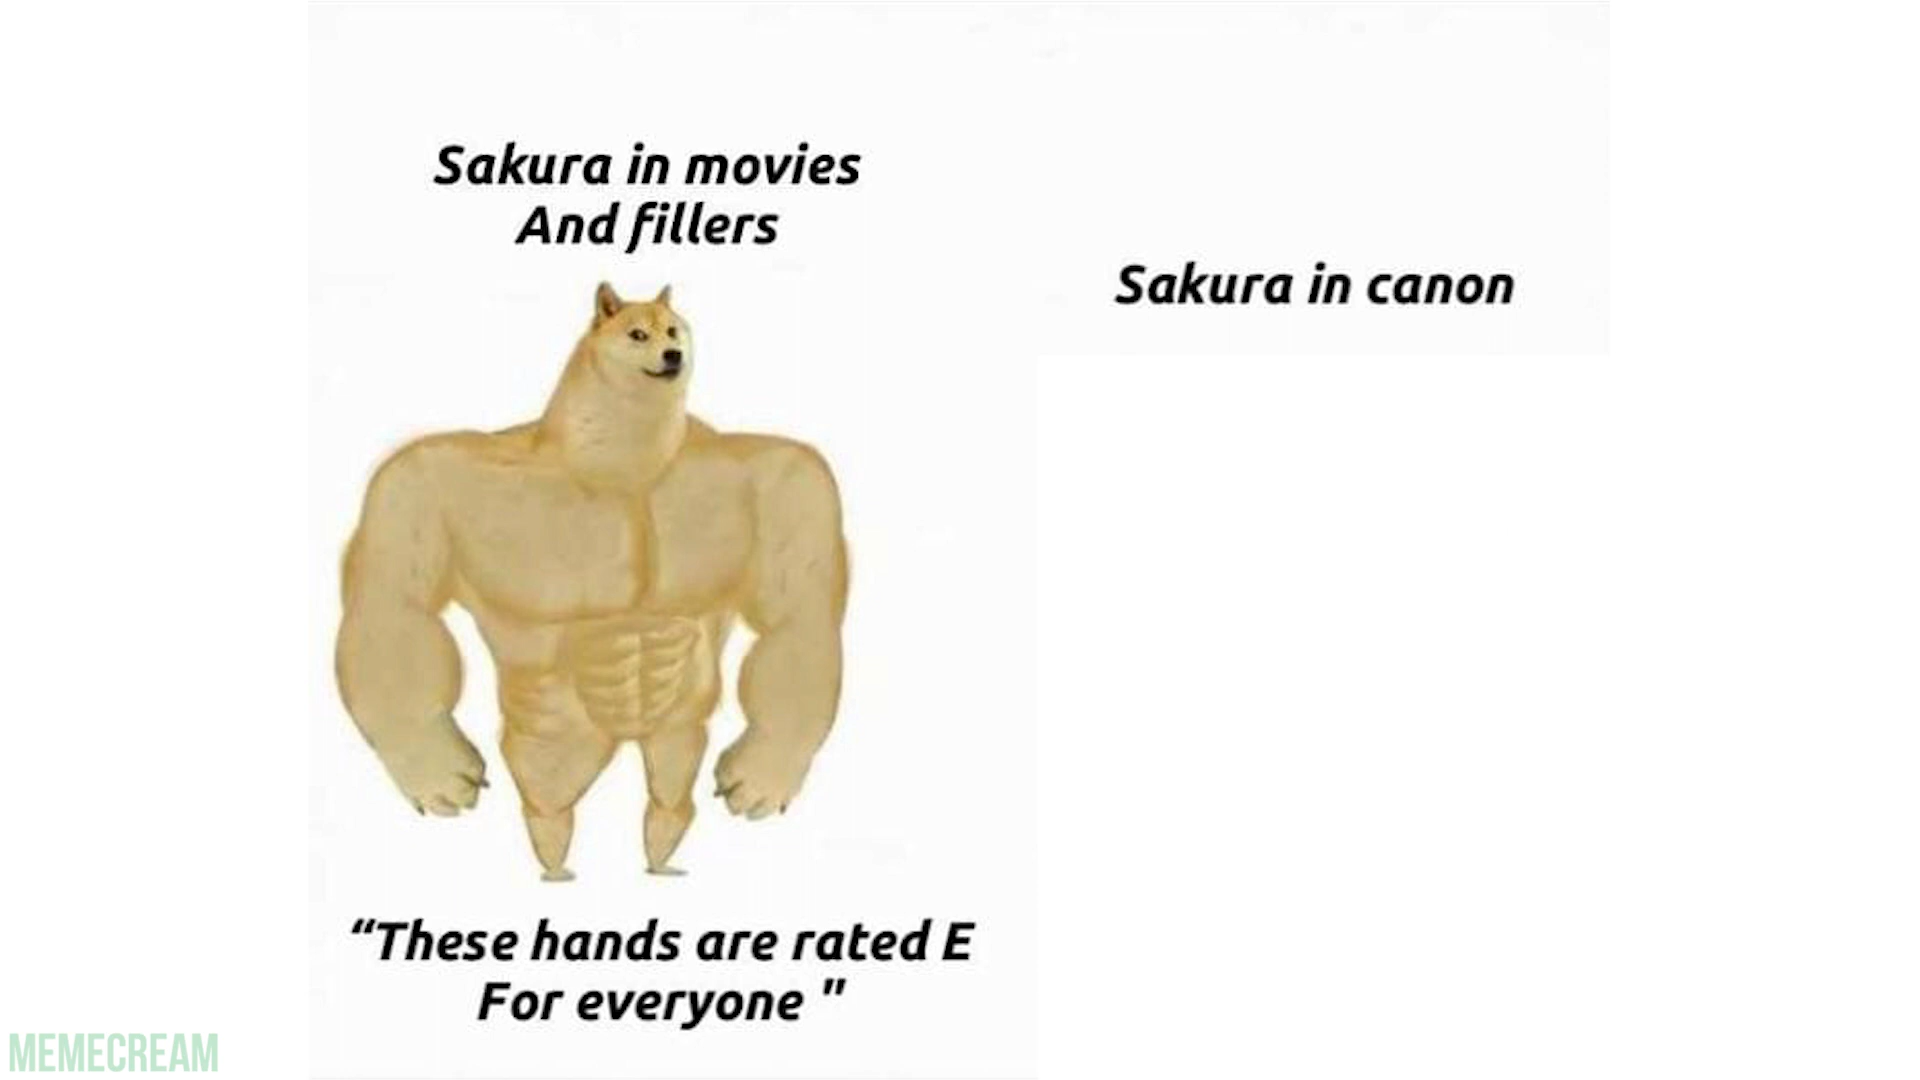 Sakura in movies
And fillers
Sakura in canon
“These hands are rated E
For everyone "
MEMECREAM